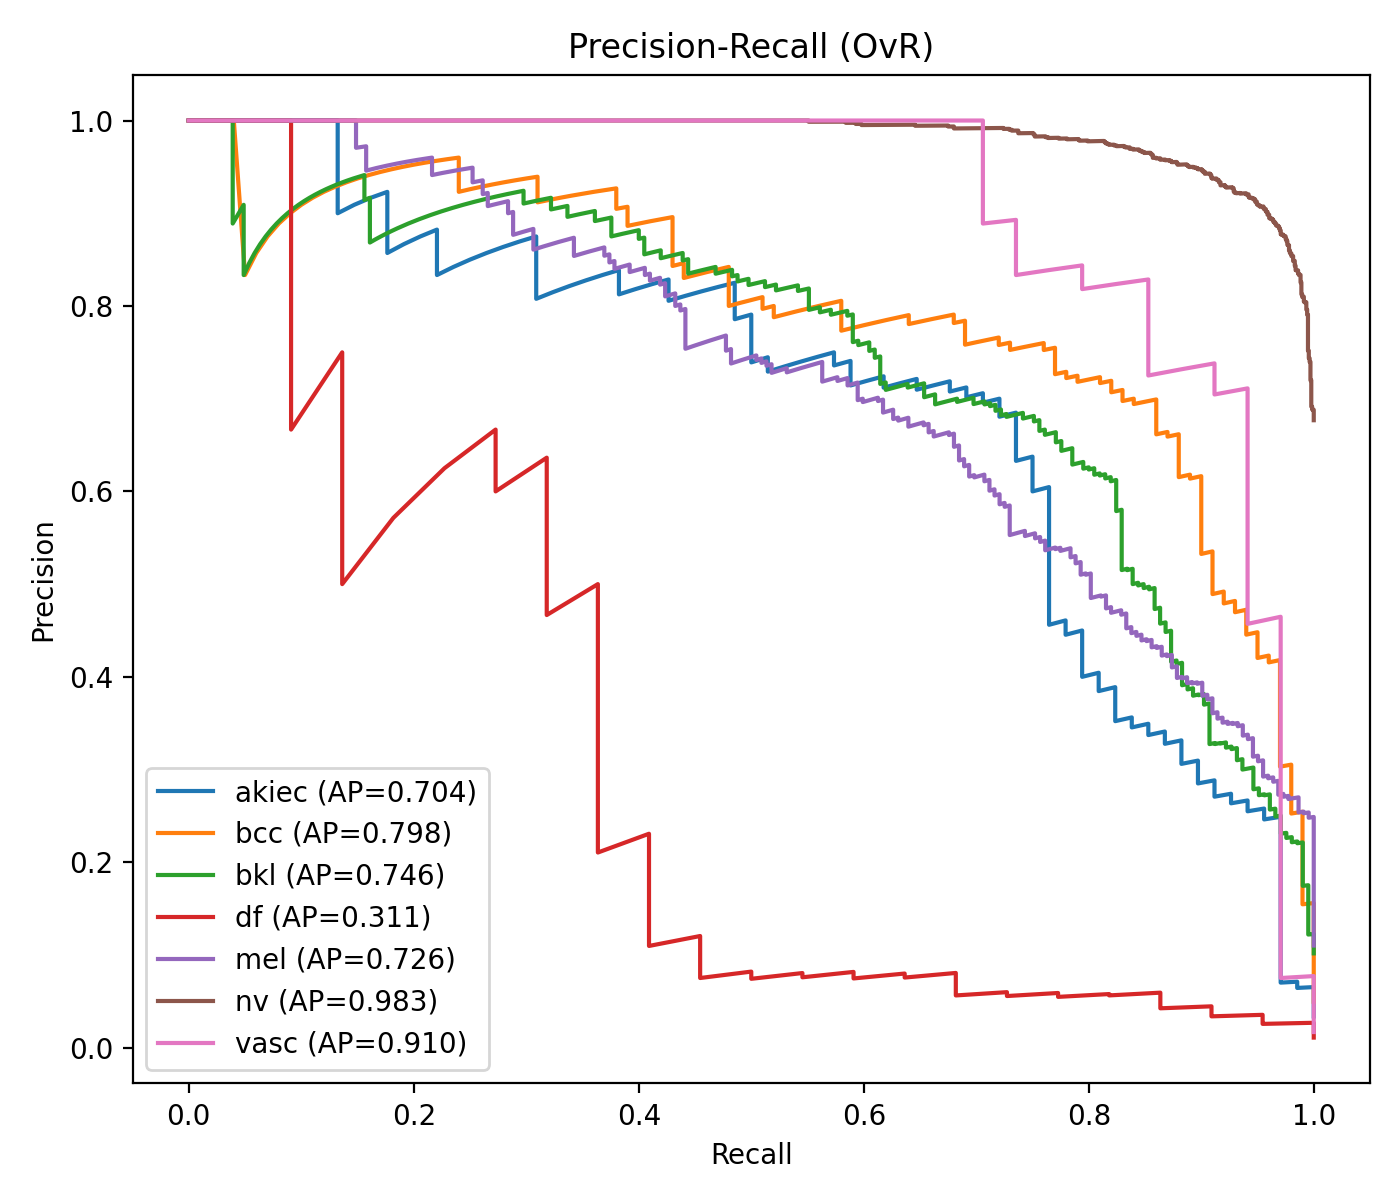 Precision-Recall (OvR)
1.0
0.8
0.6
0.4
0.2
0.0
Precision
akiec (AP=0.704)
bcc (AP=0.798)
bkl (AP=0.746)
df (AP=0.311)
mel (AP=0.726)
nv (AP=0.983)
vasc (AP=0.910)
0.0 0.2 0.4 0.6 0.8 1.0
Recall